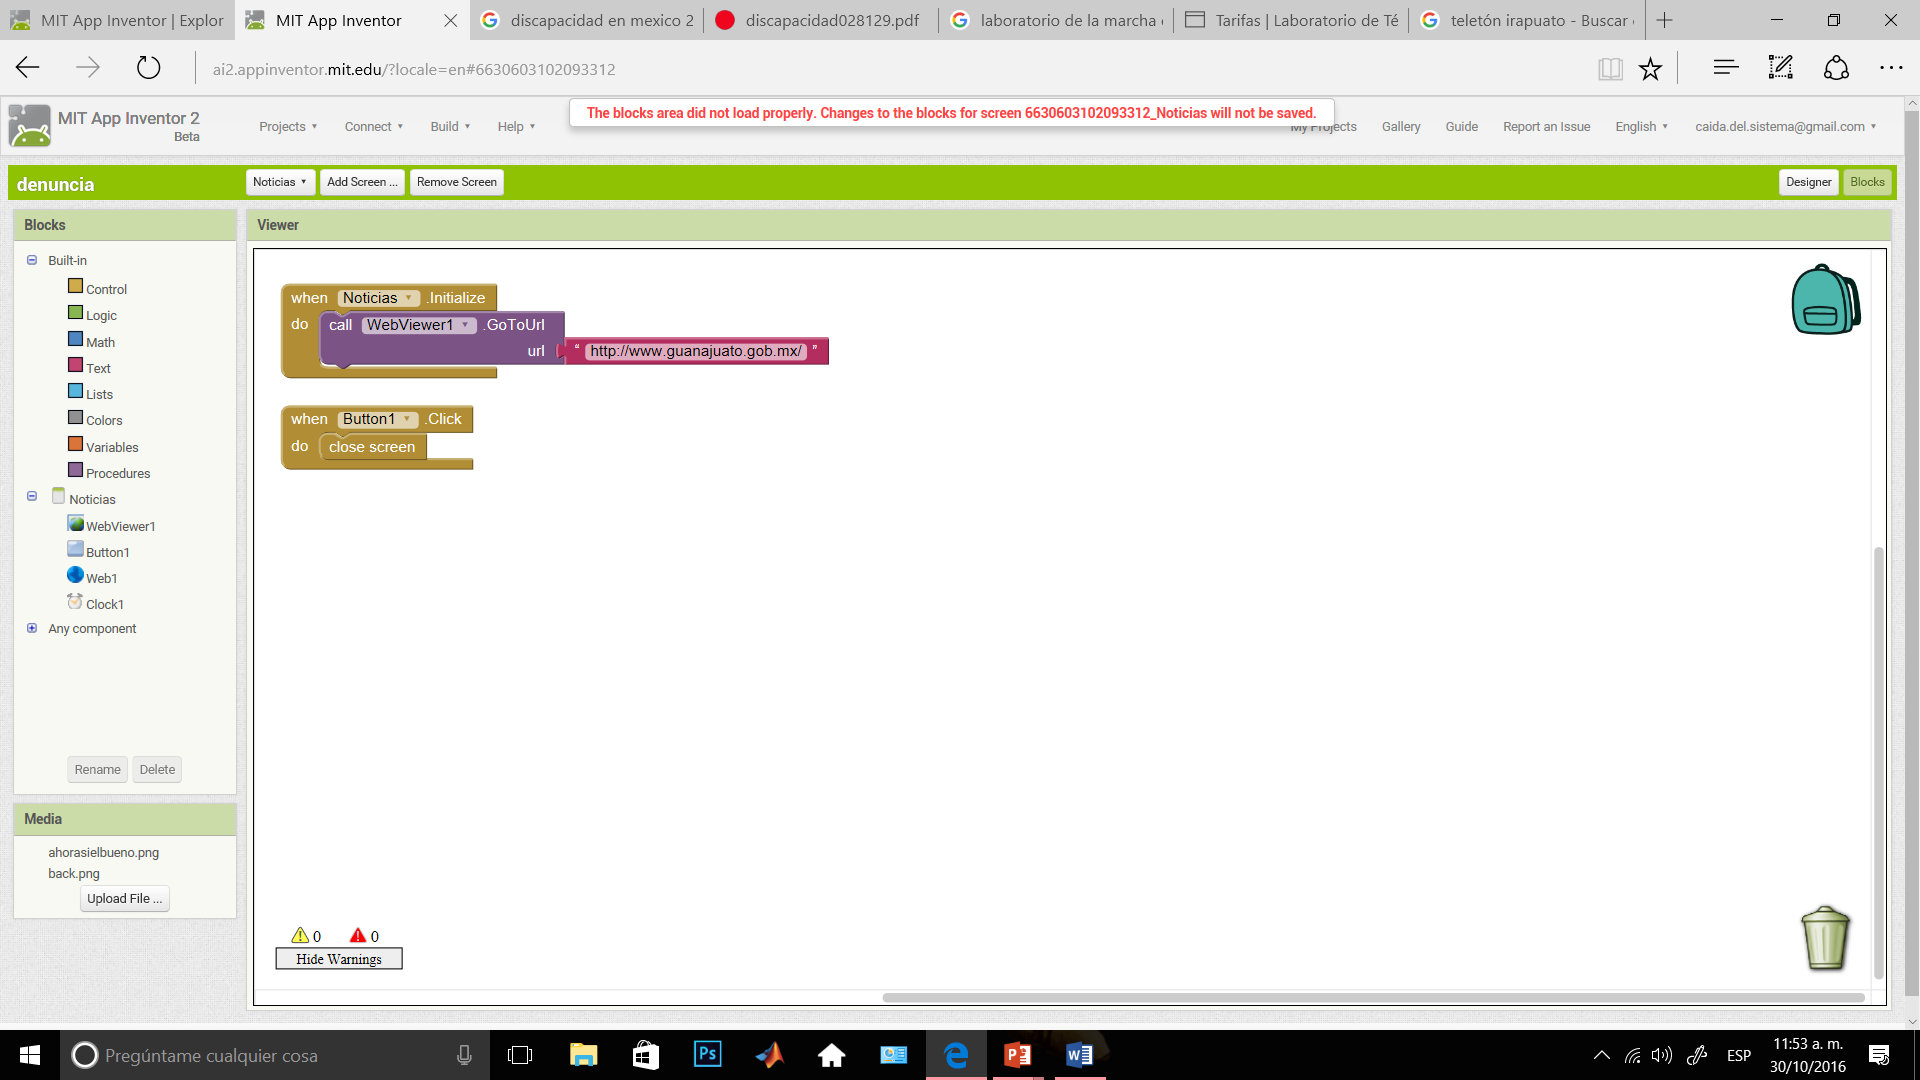 MIT App Inventor | Explor
MIT App Inventor
discapacidad en mexico 2
discapacidad028129.pdf
laboratorio de la marcha
Tarifas | Laboratorio de Té
teletón irapuato - Buscar
ai2.appinventor.mit.edu/?locale=en#6630603102093312
MIT App Inventor 2
Beta
Projects
Connect
Build
Help
The blocks area did not load properly. Changes to the blocks for screen 6630603102093312_Noticias will not be saved.
My Projects
Gallery
Guide
Report an Issue
English
caida.del.sistema@gmail.com
denuncia
Noticias
Add Screen ...
Remove Screen
Designer
Blocks
Blocks
Viewer
Built-in
Control
Logic
Math
Text
Lists
Colors
Variables
Procedures
Noticias
WebViewer1
Button1
Web1
Clock1
Any component
Rename
Delete
Media
ahorasielbueno.png
back.png
Upload File ...
when Noticias .Initialize
do call WebViewer1 .GoToUrl
url " http://www.guanajuato.gob.mx/ "
when Button1 .Click
do close screen
0 0
Hide Warnings
Pregúntame cualquier cosa
Ps
ESP
11:53 a. m.
30/10/2016